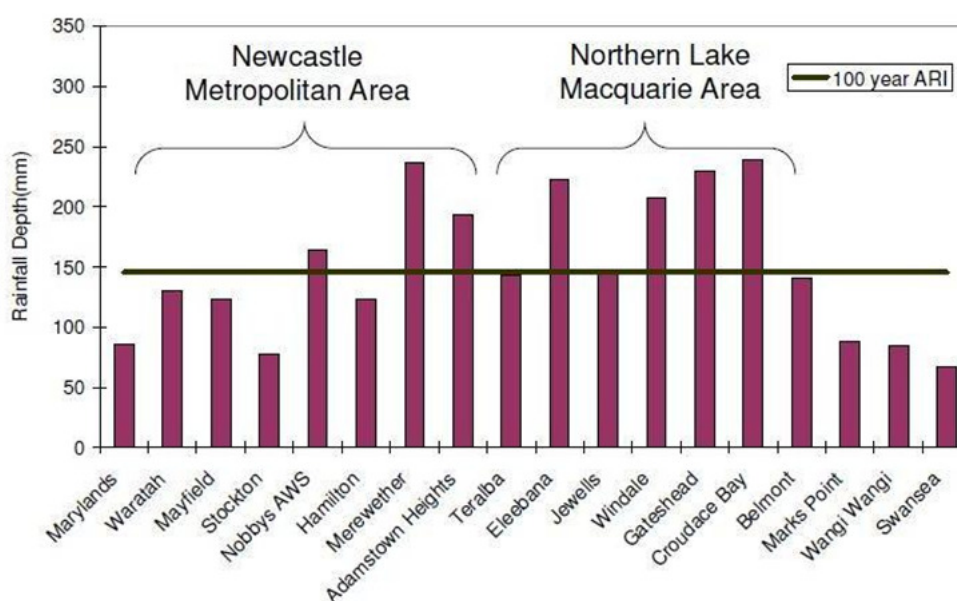 350
300
250
200
150
100
50
0
Rainfall Depth(mm)
Newcastle
Metropolitan Area
Northern Lake
Macquarie Area
100 year ARI
Marylands
Waratah
Mayfield
Stockton
Nobbys AWS
Hamilton
Merewether
Adamstown Heights
Teralba
Eleebana
Jewells
Windale
Gateshead
Croudace Bay
Belmont
Marks Point
Wangi Wangi
Swansea